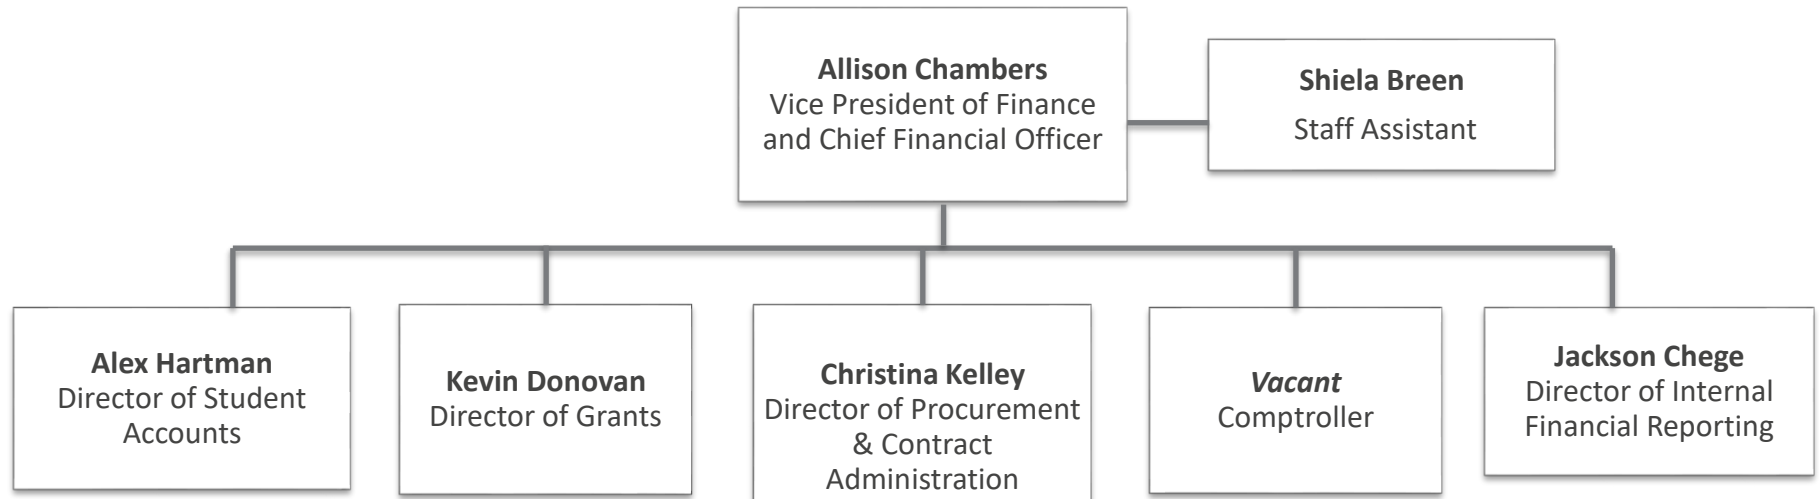 Allison Chambers
Vice President of Finance
and Chief Financial Officer
Shiela Breen
Staff Assistant
Alex Hartman
Director of Student
Accounts
Kevin Donovan
Director of Grants
Christina Kelley
Director of Procurement
& Contract
Administration
Vacant
Comptroller
Jackson Chege
Director of Internal
Financial Reporting